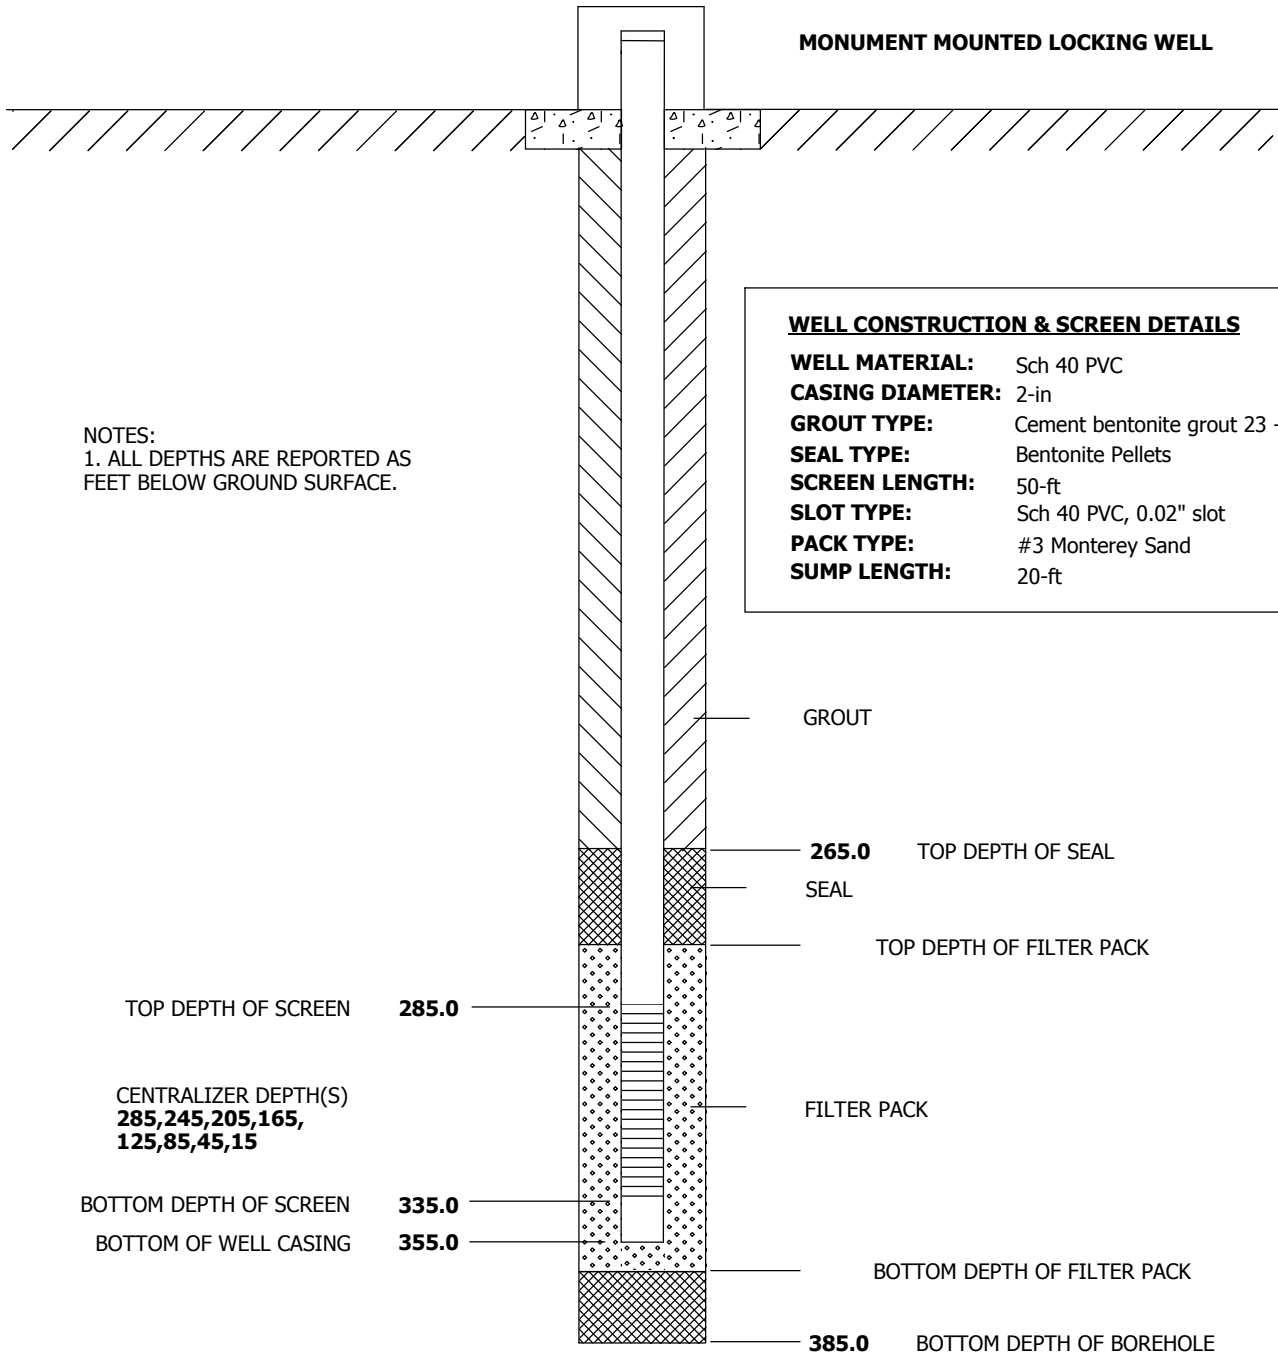 MONUMENT MOUNTED LOCKING WELL
WELL CONSTRUCTION & SCREEN DETAILS
WELL MATERIAL: Sch 40 PVC
CASING DIAMETER: 2-in
GROUT TYPE: Cement bentonite grout 23 -
SEAL TYPE: Bentonite Pellets
SCREEN LENGTH: 50-ft
SLOT TYPE: Sch 40 PVC, 0.02" slot
PACK TYPE: #3 Monterey Sand
SUMP LENGTH: 20-ft
NOTES:
1. ALL DEPTHS ARE REPORTED AS
FEET BELOW GROUND SURFACE.
GROUT
265.0 TOP DEPTH OF SEAL
SEAL
TOP DEPTH OF FILTER PACK
TOP DEPTH OF SCREEN 285.0
CENTRALIZER DEPTH(S)
285,245,205,165,
125,85,45,15
FILTER PACK
BOTTOM DEPTH OF SCREEN 335.0
BOTTOM OF WELL CASING 355.0
BOTTOM DEPTH OF FILTER PACK
385.0 BOTTOM DEPTH OF BOREHOLE